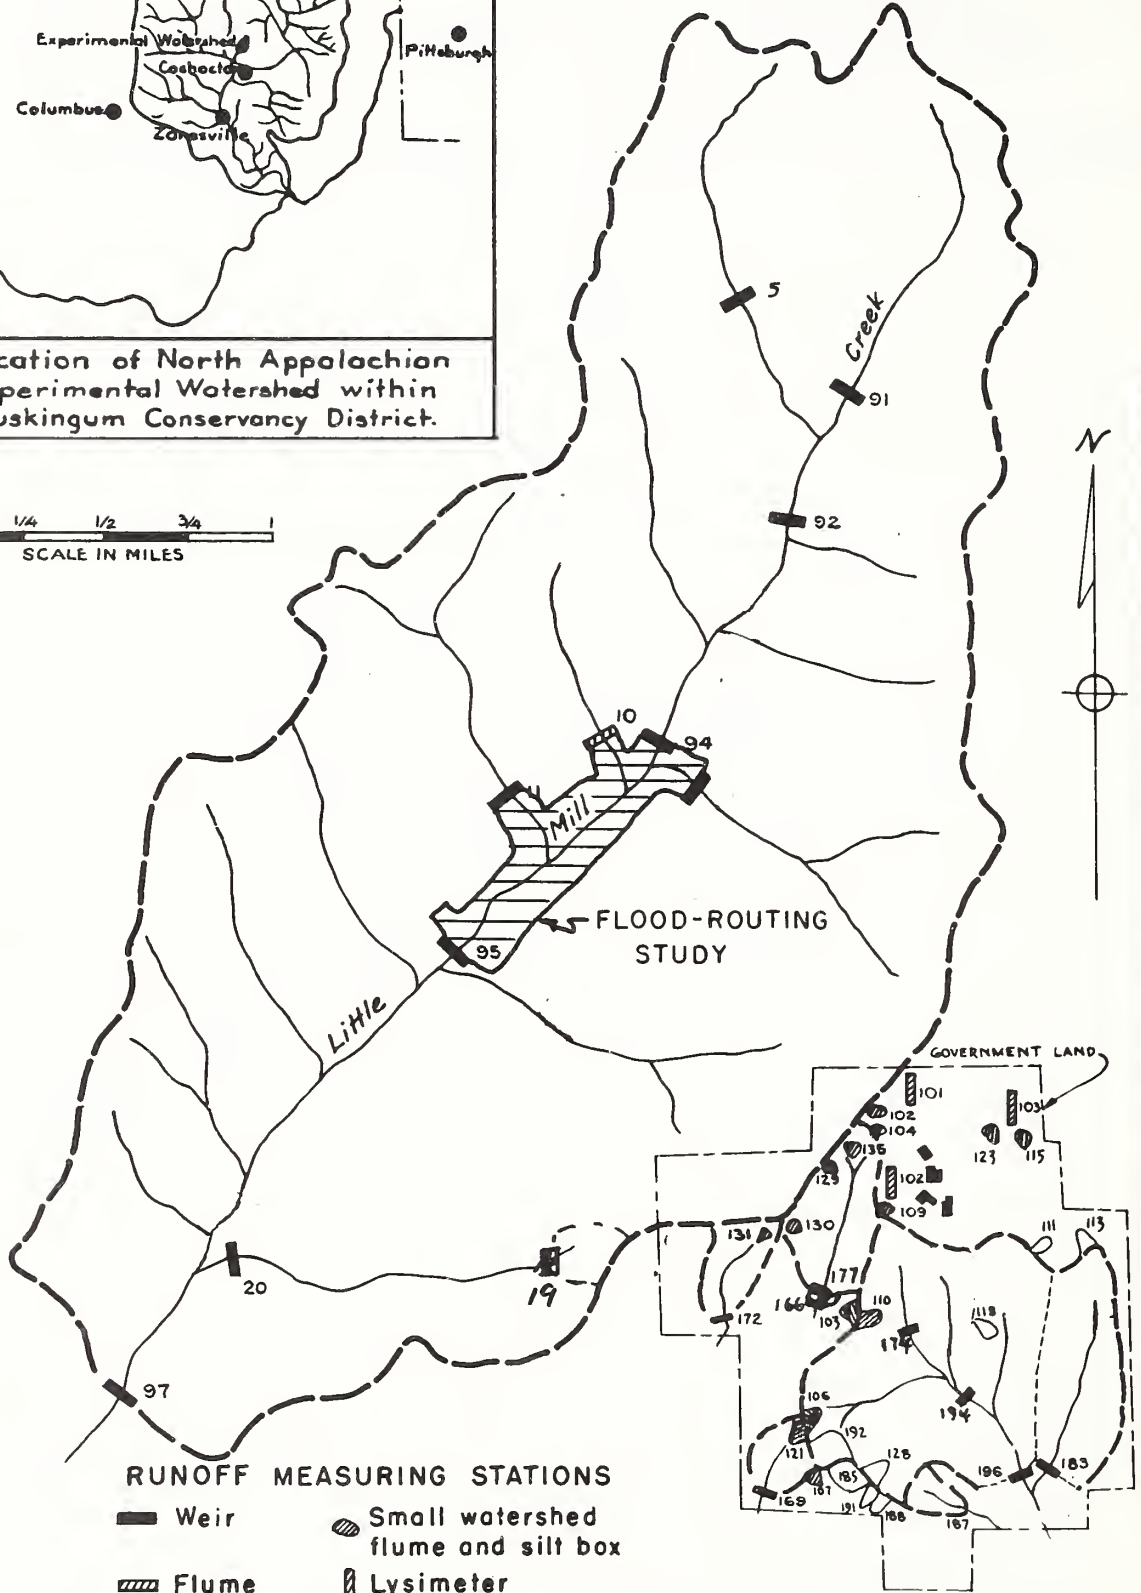 Experimental Watershed
Coshocto
Columbus
Zanesville
Pittsburgh
cation of North Appalachian
perimental Watershed within
uskingum Conservancy District.
1/4 1/2 3/4 1
SCALE IN MILES
5
Creek
91
92
N
10
94
4
Mill
FLOOD-ROUTING
STUDY
95
Little
GOVERNMENT LAND
101
103
102
104
135
123
115
129
102
109
131
130
111
113
20
19
172
177
166
103
110
174
118
97
106
194
192
121
128
185
187
196
183
169
191
188
187
RUNOFF MEASURING STATIONS
Weir
Small watershed
flume and silt box
Flume
Lysimeter